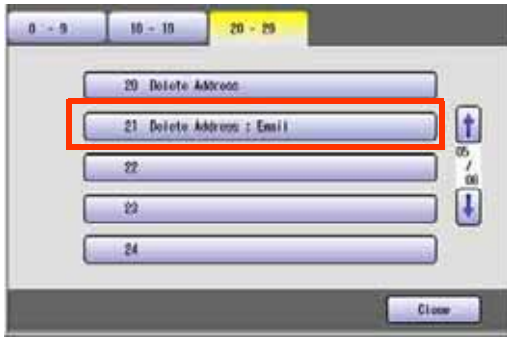 0 - 9 10 - 19 20 - 29
20 Delete Address
21 Delete Address : Email
22
05
/
06
23
24
Close